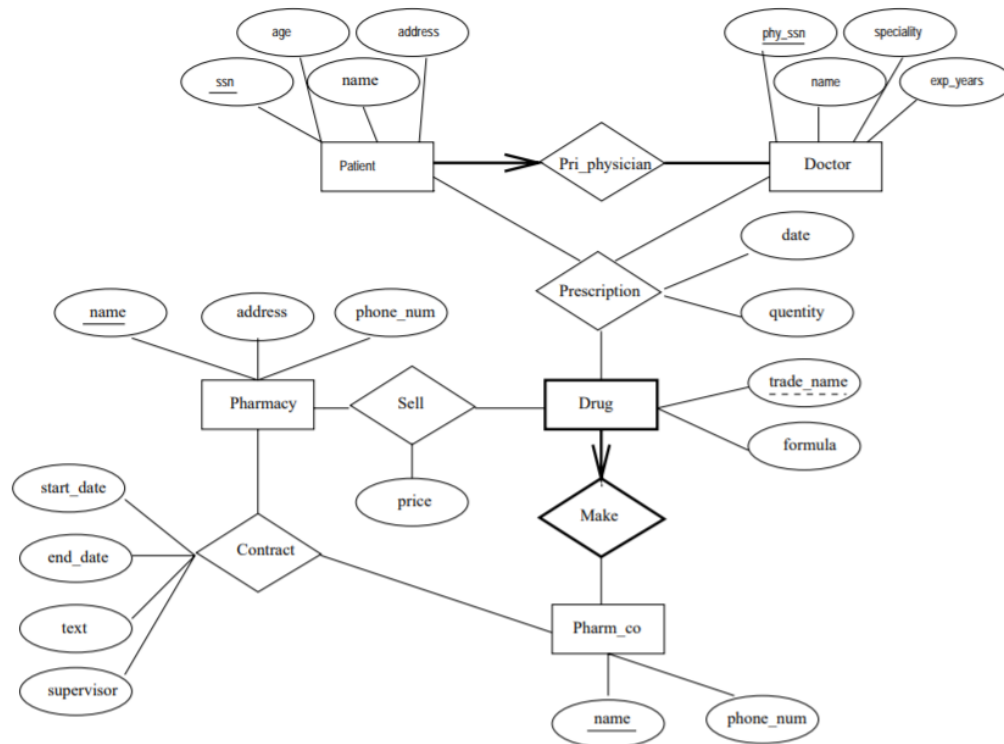 age
address
phy_ssn
speciality
ssn
name
name
exp_years
Patient
Pri_physician
Doctor
date
Prescription
name
address
phone_num
quentity
Pharmacy
Sell
Drug
trade_name
formula
start_date
price
Make
end_date
Contract
text
Pharm_co
supervisor
name
phone_num